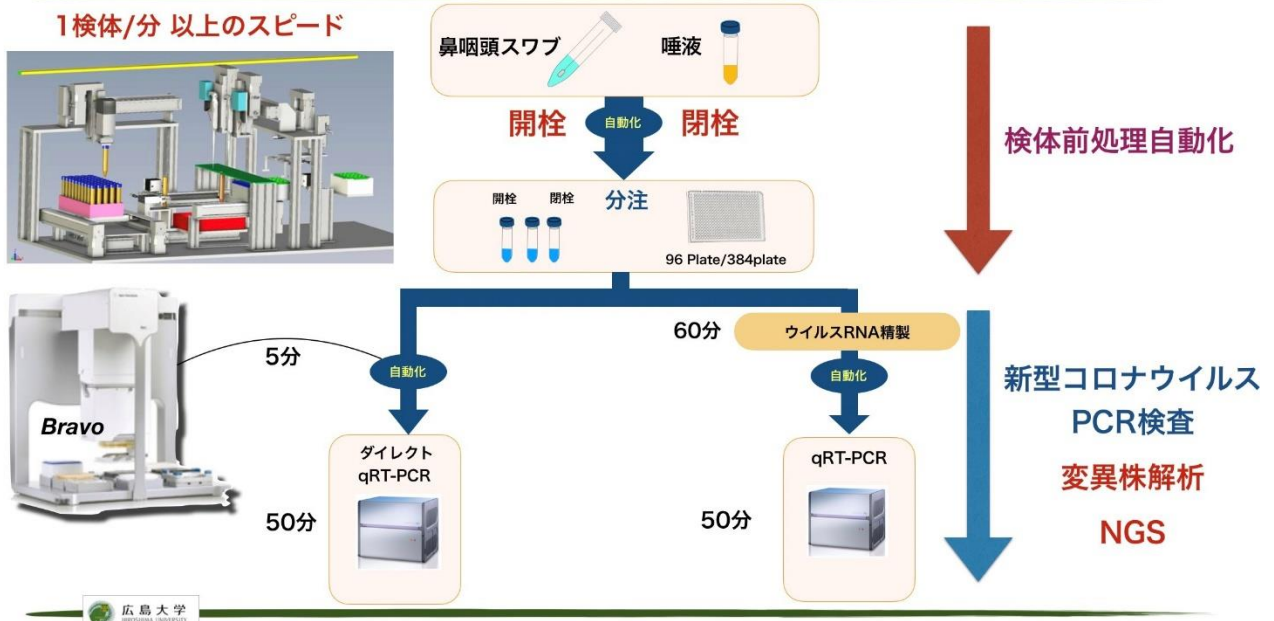 1検体/分 以上のスピード
鼻咽頭スワブ
唾液
開栓
自動化
閉栓
検体前処理自動化
開栓
閉栓
分注
96 Plate/384plate
5分
自動化
60分
ウイルスRNA精製
自動化
Bravo
ダイレクト
qRT-PCR
50分
qRT-PCR
50分
新型コロナウイルス
PCR検査
変異株解析
NGS
広島大学
HIROSHIMA UNIVERSITY